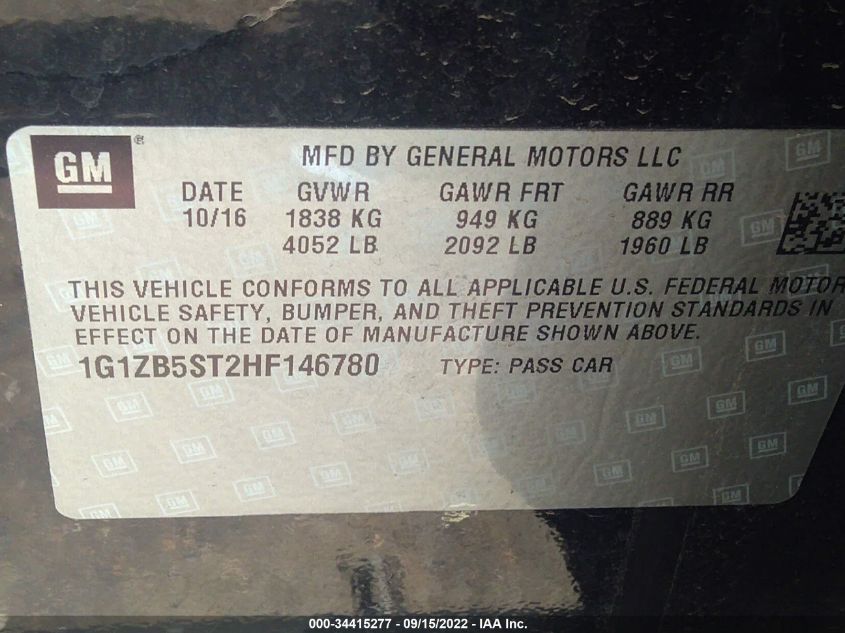 GM ®
MFD BY GENERAL MOTORS LLC
DATE GVWR GAWR FRT GAWR RR
10/16 1838 KG 949 KG 889 KG
4052 LB 2092 LB 1960 LB
THIS VEHICLE CONFORMS TO ALL APPLICABLE U.S. FEDERAL MOTOR
VEHICLE SAFETY, BUMPER, AND THEFT PREVENTION STANDARDS IN
EFFECT ON THE DATE OF MANUFACTURE SHOWN ABOVE.
1G1ZB5ST2HF146780 TYPE: PASS CAR
000-34415277 - 09/15/2022 - IAA Inc.